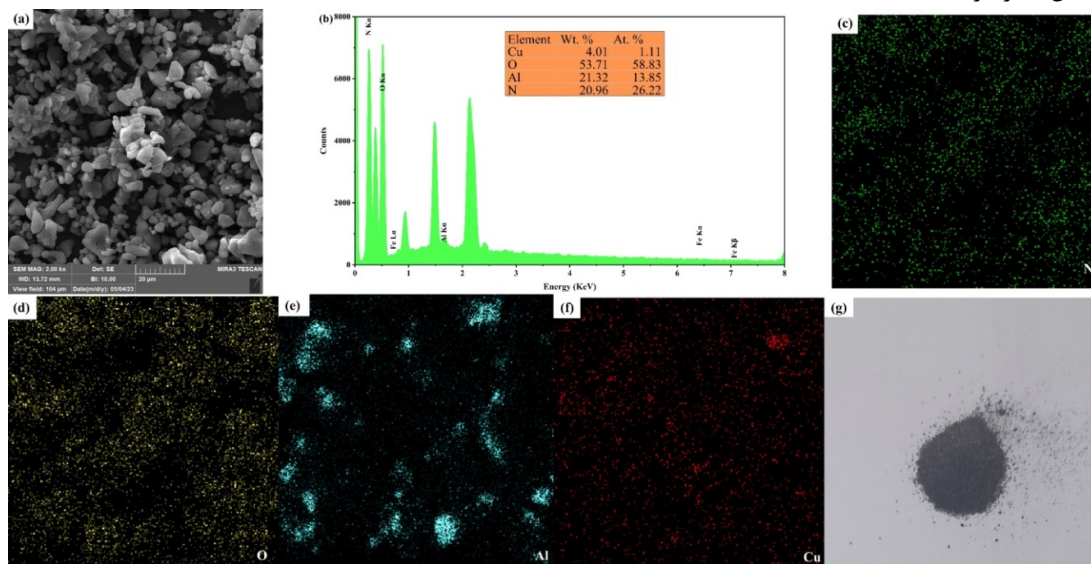 (a)
SEM MAG: 2.00 kx Det: SE MIRA3 TESCAN
WD: 13.72 mm BI: 10.00 20 µm
View field: 104 µm Date(m/d/y): 05/04/23
(b)
Counts
8000
6000
4000
2000
0
N Kα
O Kα
Fe Lα
Al Kα
Fe Kα
Fe Kβ
Element Wt. % At. %
Cu 4.01 1.11
O 53.71 58.83
Al 21.32 13.85
N 20.96 26.22
0 1 2 3 4 5 6 7 8
Energy (KeV)
(c)
N
(d)
O
(e)
Al
(f)
Cu
(g)